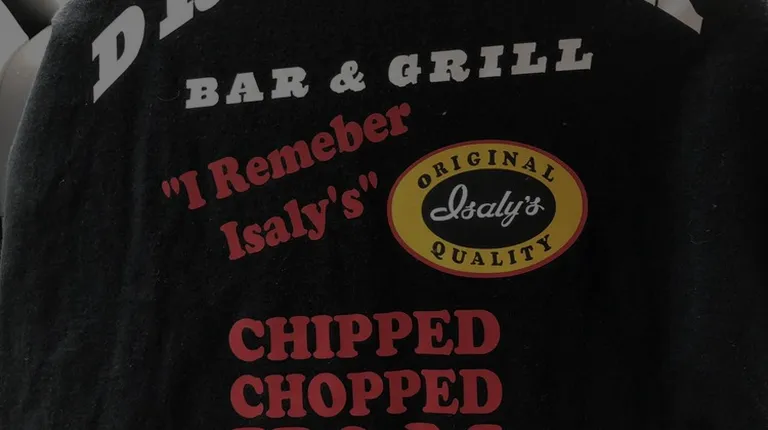 BAR & GRILL
"I Remeber
Isaly's"
ORIGINAL
Isaly's
QUALITY
CHIPPED
CHOPPED